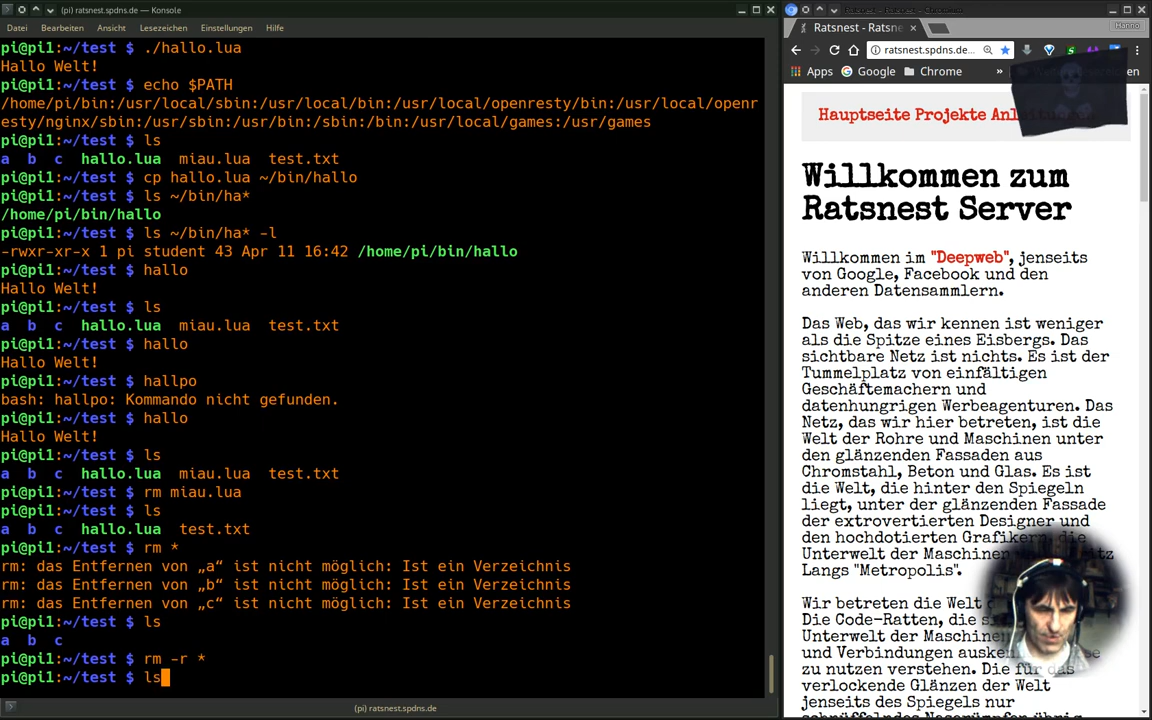 (pi) ratsnest.spdns.de — Konsole
Datei Bearbeiten Ansicht Lesezeichen Einstellungen Hilfe
pi@pi1:~/test $ ./hallo.lua
Hallo Welt!
pi@pi1:~/test $ echo $PATH
/home/pi/bin:/usr/local/sbin:/usr/local/bin:/usr/local/openresty/bin:/usr/local/openr
esty/nginx/sbin:/usr/sbin:/usr/bin:/sbin:/bin:/usr/local/games:/usr/games
pi@pi1:~/test $ ls
a b c hallo.lua miau.lua test.txt
pi@pi1:~/test $ cp hallo.lua ~/bin/hallo
pi@pi1:~/test $ ls ~/bin/ha*
/home/pi/bin/hallo
pi@pi1:~/test $ ls ~/bin/ha* -l
-rwxr-xr-x 1 pi student 43 Apr 11 16:42 /home/pi/bin/hallo
pi@pi1:~/test $ hallo
Hallo Welt!
pi@pi1:~/test $ ls
a b c hallo.lua miau.lua test.txt
pi@pi1:~/test $ hallo
Hallo Welt!
pi@pi1:~/test $ hallpo
bash: hallpo: Kommando nicht gefunden.
pi@pi1:~/test $ hallo
Hallo Welt!
pi@pi1:~/test $ ls
a b c hallo.lua miau.lua test.txt
pi@pi1:~/test $ rm miau.lua
pi@pi1:~/test $ ls
a b c hallo.lua test.txt
pi@pi1:~/test $ rm *
rm: das Entfernen von „a“ ist nicht möglich: Ist ein Verzeichnis
rm: das Entfernen von „b“ ist nicht möglich: Ist ein Verzeichnis
rm: das Entfernen von „c“ ist nicht möglich: Ist ein Verzeichnis
pi@pi1:~/test $ ls
a b c
pi@pi1:~/test $ rm -r *
pi@pi1:~/test $ ls
(pi) ratsnest.spdns.de
Ratsnest - Ratsne
Hanno
ratsnest.spdns.de...
Apps Google Chrome »
Hauptseite Projekte
Willkommen zum
Ratsnest Server
Willkommen im "Deepweb", jenseits
von Google, Facebook und den
anderen Datensammlern.
Das Web, das wir kennen ist weniger
als die Spitze eines Eisbergs. Das
sichtbare Netz ist nichts. Es ist der
Tummelplatz von einfältigen
Geschäftemachern und
datenhungrigen Werbeagenturen. Das
Netz, das wir hier betreten, ist die
Welt der Rohre und Maschinen unter
den glänzenden Fassaden aus
Chromstahl, Beton und Glas. Es ist
die Welt, die hinter den Spiegeln
liegt, unter der glänzenden Fassade
der extrovertierten Designer und
den hochdotierten Grafikern, die
Unterwelt der Maschinen
Langs "Metropolis".
Wir betreten die Welt
Die Code-Ratten, die
Unterwelt der Maschinen
und Verbindungen
zu nutzen verstehen. Die für das
verlockende Glänzen der Welt
jenseits des Spiegels nur